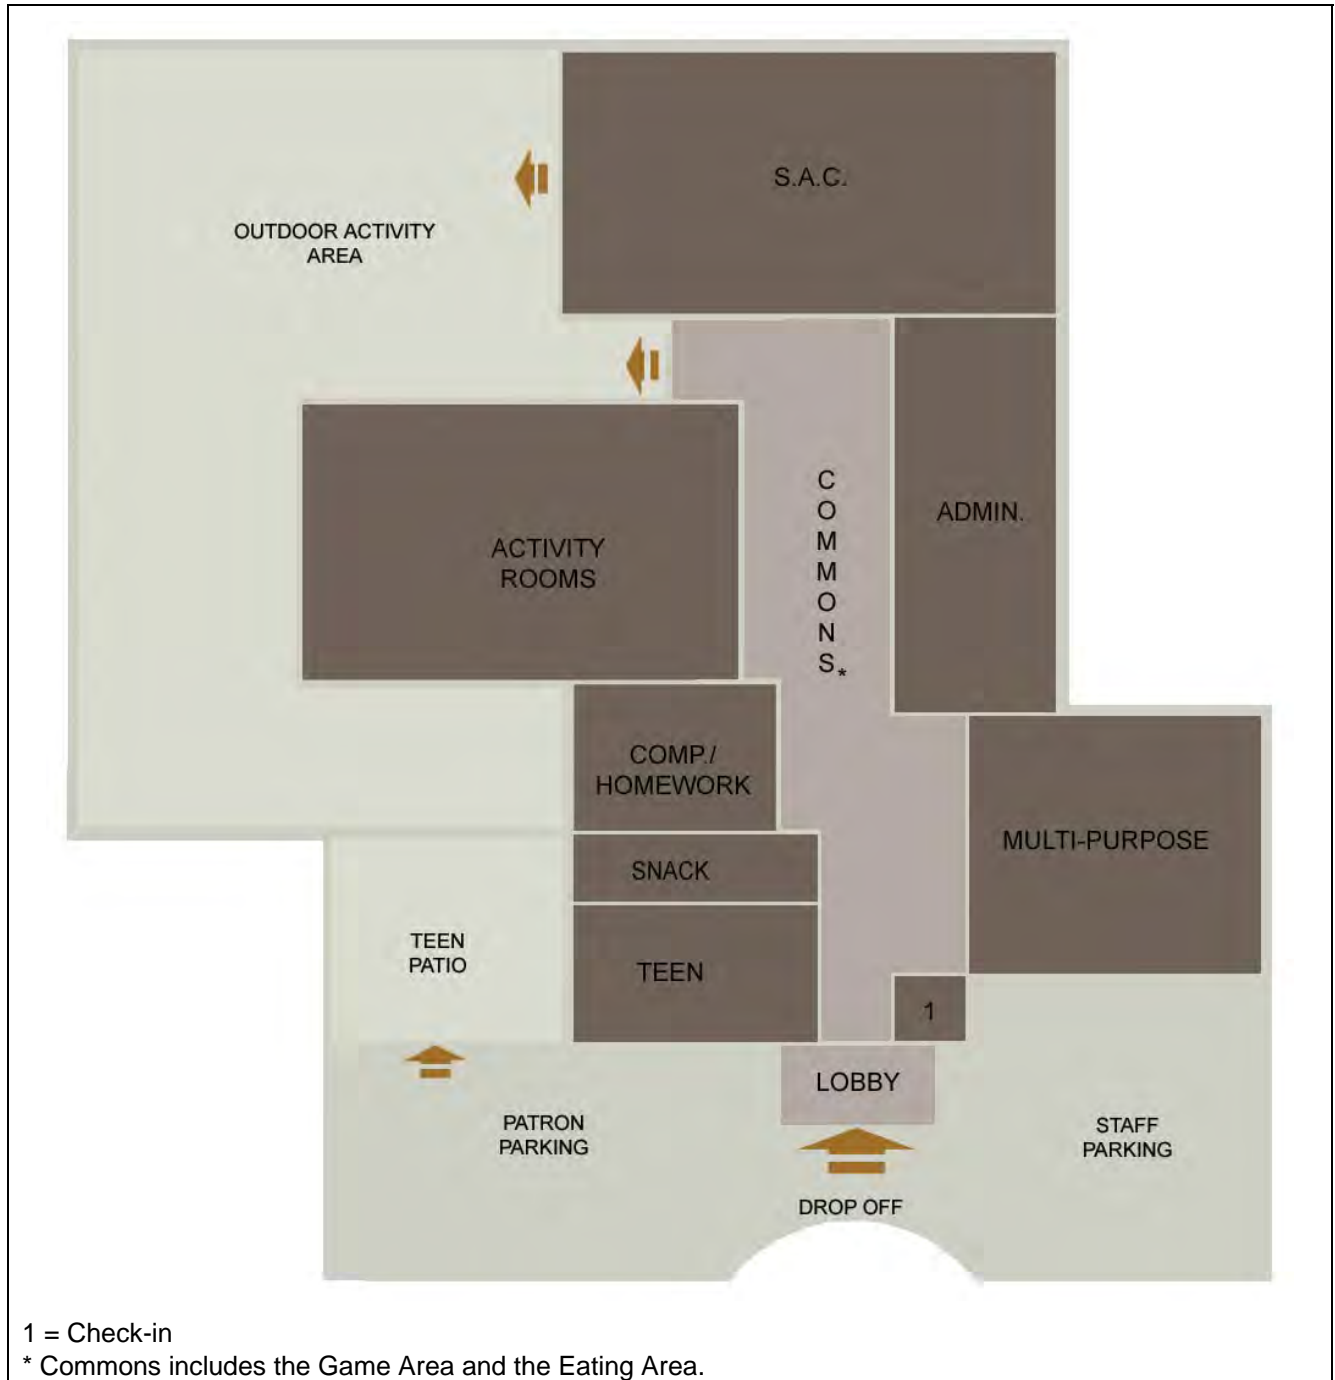 S.A.C.
OUTDOOR ACTIVITY
AREA
C
O
M
M
O
N
S*
ADMIN.
ACTIVITY
ROOMS
COMP./
HOMEWORK
MULTI-PURPOSE
SNACK
TEEN
PATIO
TEEN
1
LOBBY
PATRON
PARKING
STAFF
PARKING
DROP OFF
1 = Check-in
* Commons includes the Game Area and the Eating Area.